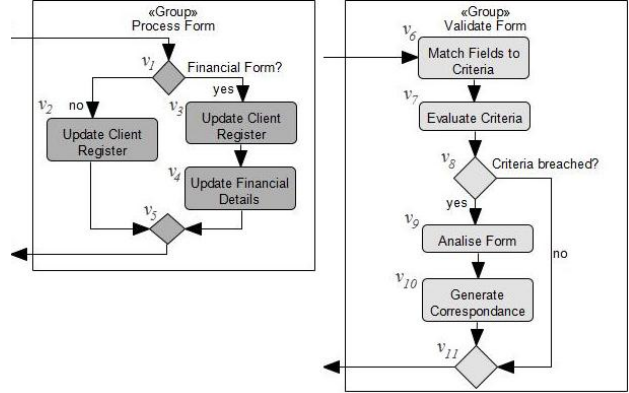 «Group»
Process Form
v1
Financial Form?
no
yes
v2
Update Client
Register
v3
Update Client
Register
v4
Update Financial
Details
v5
«Group»
Validate Form
v6
Match Fields to
Criteria
v7
Evaluate Criteria
v8
Criteria breached?
yes
no
v9
Analise Form
v10
Generate
Correspondance
v11